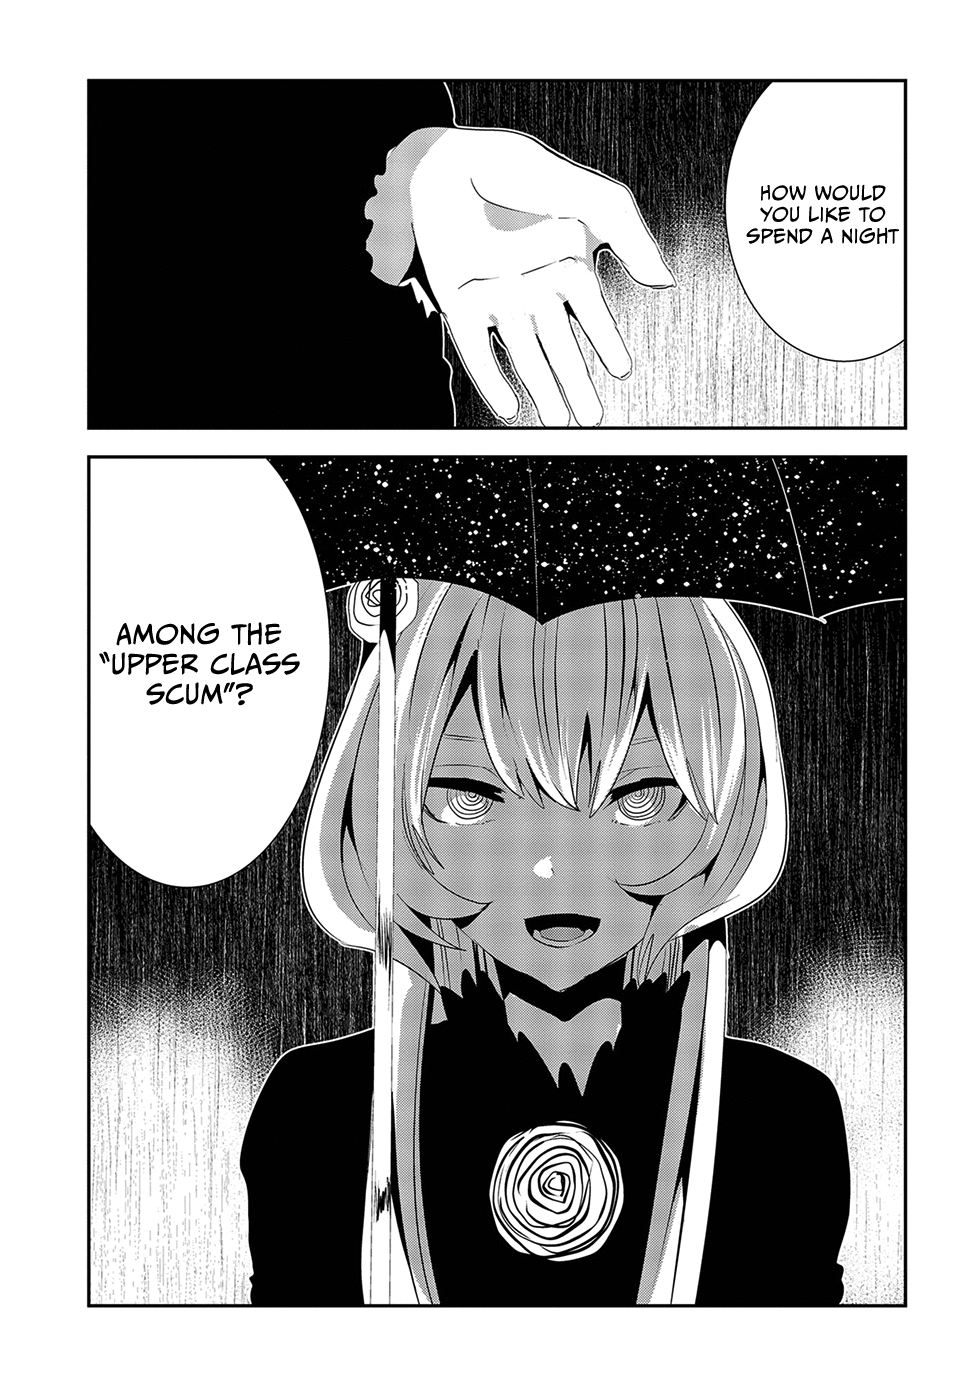 HOW WOULD
YOU LIKE TO
SPEND A NIGHT
AMONG THE
"UPPER CLASS
SCUM"?